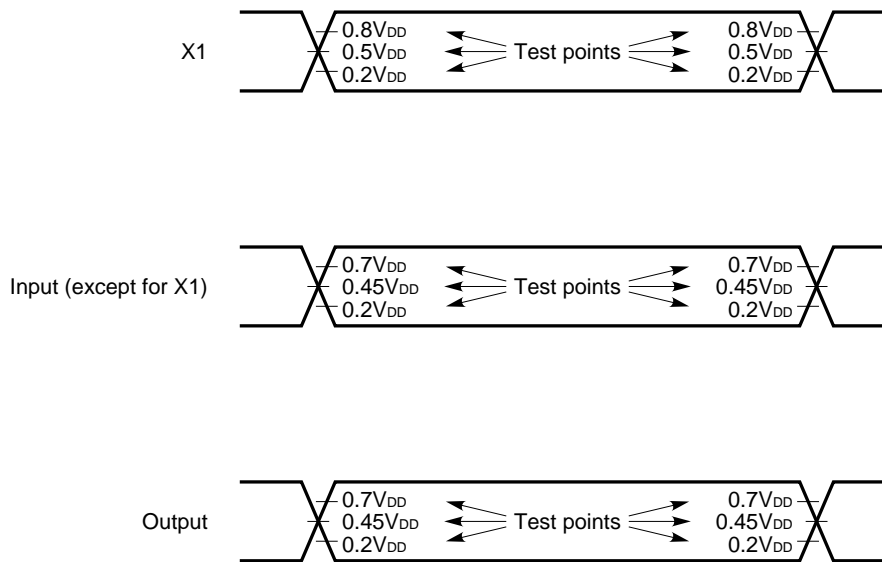 0.8VDD 0.8VDD
X1 0.5VDD Test points 0.5VDD
0.2VDD 0.2VDD
0.7VDD 0.7VDD
Input (except for X1) 0.45VDD Test points 0.45VDD
0.2VDD 0.2VDD
0.7VDD 0.7VDD
Output 0.45VDD Test points 0.45VDD
0.2VDD 0.2VDD